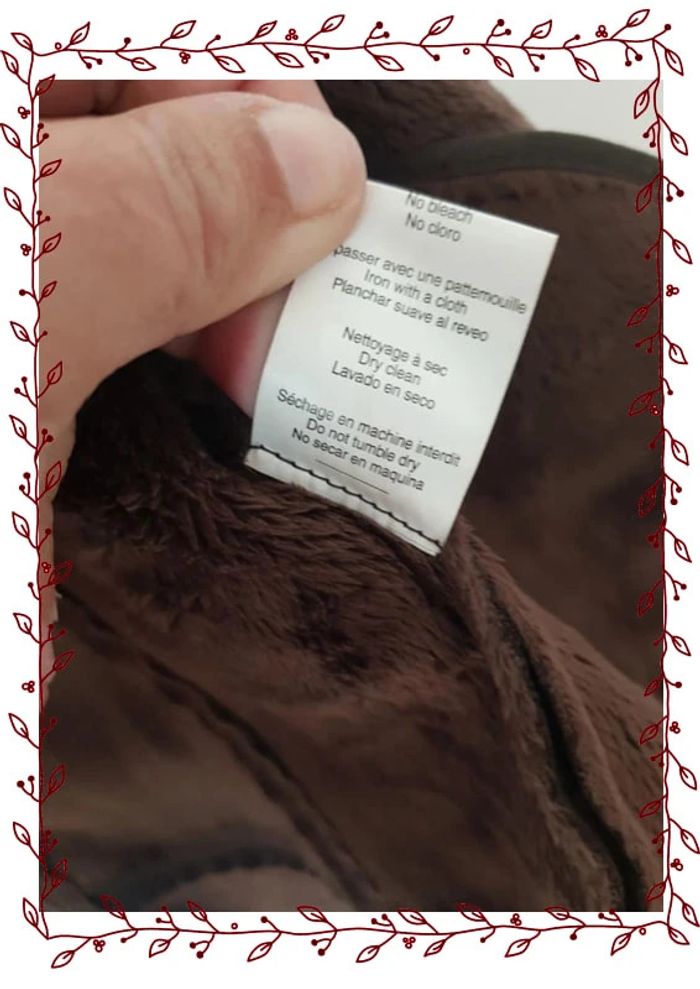 No bleach
No cloro
passer avec une pattemouille
Iron with a cloth
Planchar suave al reveo
Nettoyage à sec
Dry clean
Lavado en seco
Séchage en machine interdit
Do not tumble dry
No secar en maquina